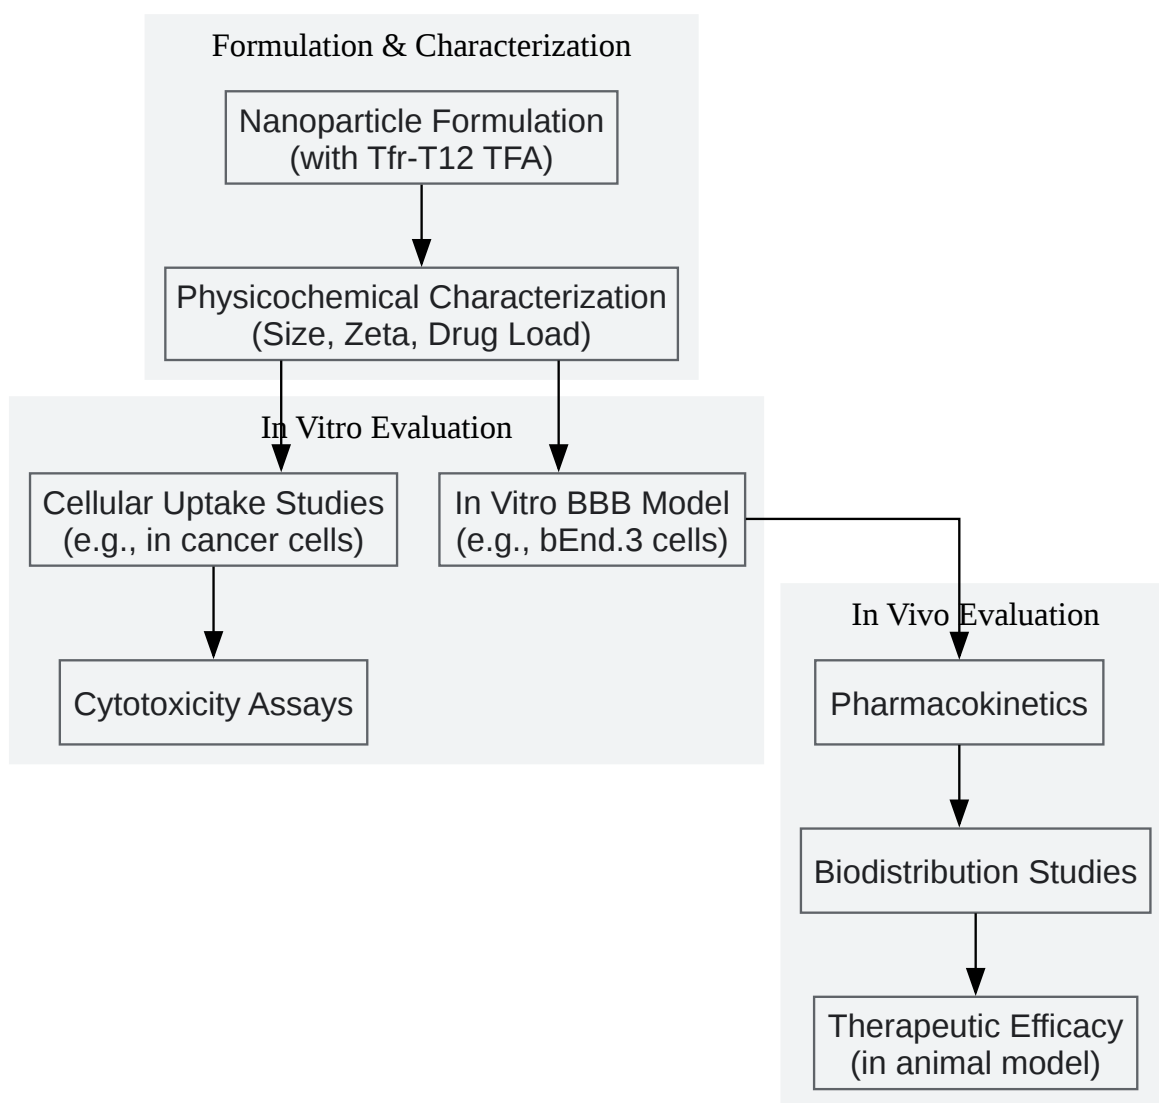 Formulation & Characterization
Nanoparticle Formulation
(with Tfr-T12 TFA)
Physicochemical Characterization
(Size, Zeta, Drug Load)
In Vitro Evaluation
Cellular Uptake Studies
(e.g., in cancer cells)
In Vitro BBB Model
(e.g., bEnd.3 cells)
Cytotoxicity Assays
In Vivo Evaluation
Pharmacokinetics
Biodistribution Studies
Therapeutic Efficacy
(in animal model)